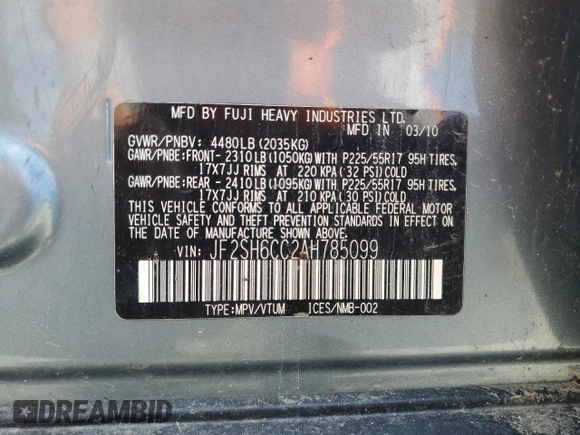 MFD BY FUJI HEAVY INDUSTRIES LTD.
MFD IN 03/10
GVWR/PNBV: 4480LB (2035KG)
GAWR/PNBE:FRONT- 2310LB(1050KG)WITH P225/55R17 95H TIRES,
17X7JJ RIMS AT 220 KPA(32 PSI)COLD
GAWR/PNBE:REAR - 2410LB(1095KG)WITH P225/55R17 95H TIRES,
17X7JJ RIMS AT 210 KPA(30 PSI)COLD
THIS VEHICLE CONFORMS TO ALL APPLICABLE FEDERAL MOTOR
VEHICLE SAFETY AND THEFT PREVENTION STANDARDS IN EFFECT
ON THE DATE OF MANUFACTURE SHOWN ABOVE.
VIN: JF2SH6CC2AH785099
TYPE:MPV/VTUM ICES/NMB-002
DREAMBID